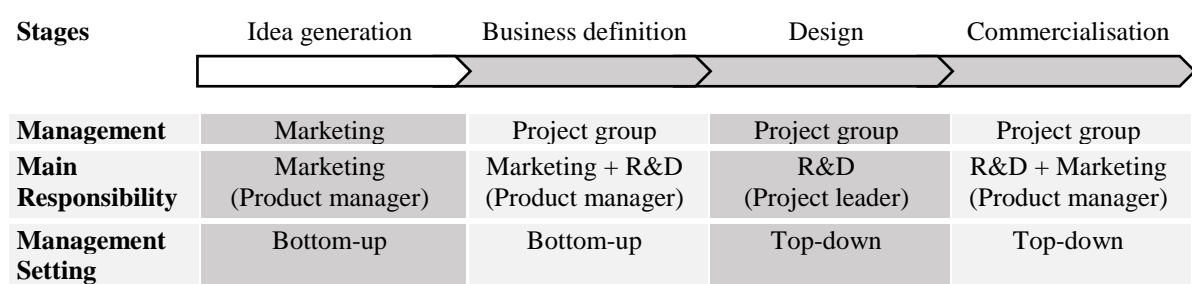 Stages Idea generation Business definition Design Commercialisation
Management Marketing Project group Project group Project group
Main Marketing Marketing + R&D R&D R&D + Marketing
Responsibility (Product manager) (Product manager) (Project leader) (Product manager)
Management Bottom-up Bottom-up Top-down Top-down
Setting